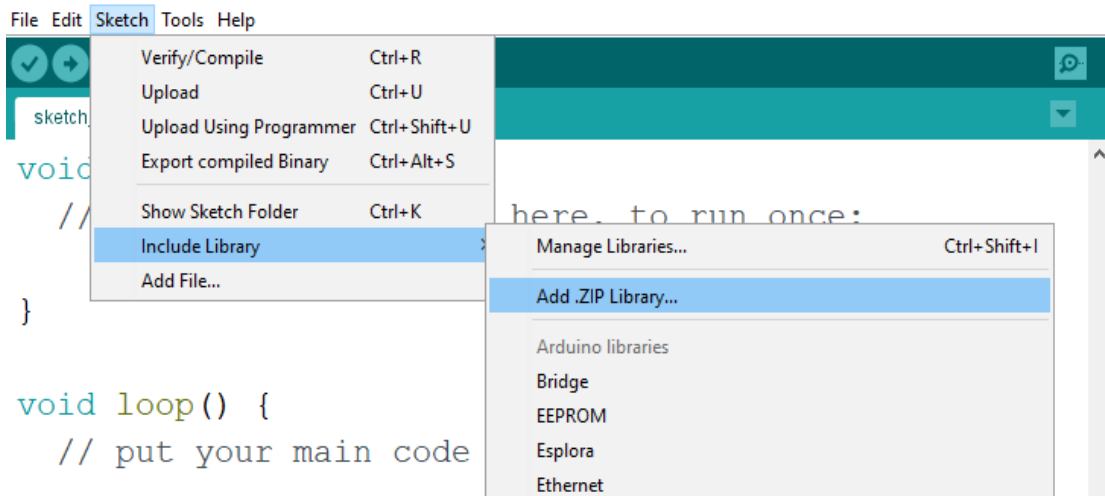 File Edit Sketch Tools Help
Verify/Compile Ctrl+R
Upload Ctrl+U
sketch_
Upload Using Programmer Ctrl+Shift+U
Export compiled Binary Ctrl+Alt+S
void
// here, to run once:
Show Sketch Folder Ctrl+K
Include Library
Manage Libraries... Ctrl+Shift+I
Add File...
Add .ZIP Library...
}
Arduino libraries
Bridge
void loop() {
EEPROM
// put your main code
Esplora
Ethernet